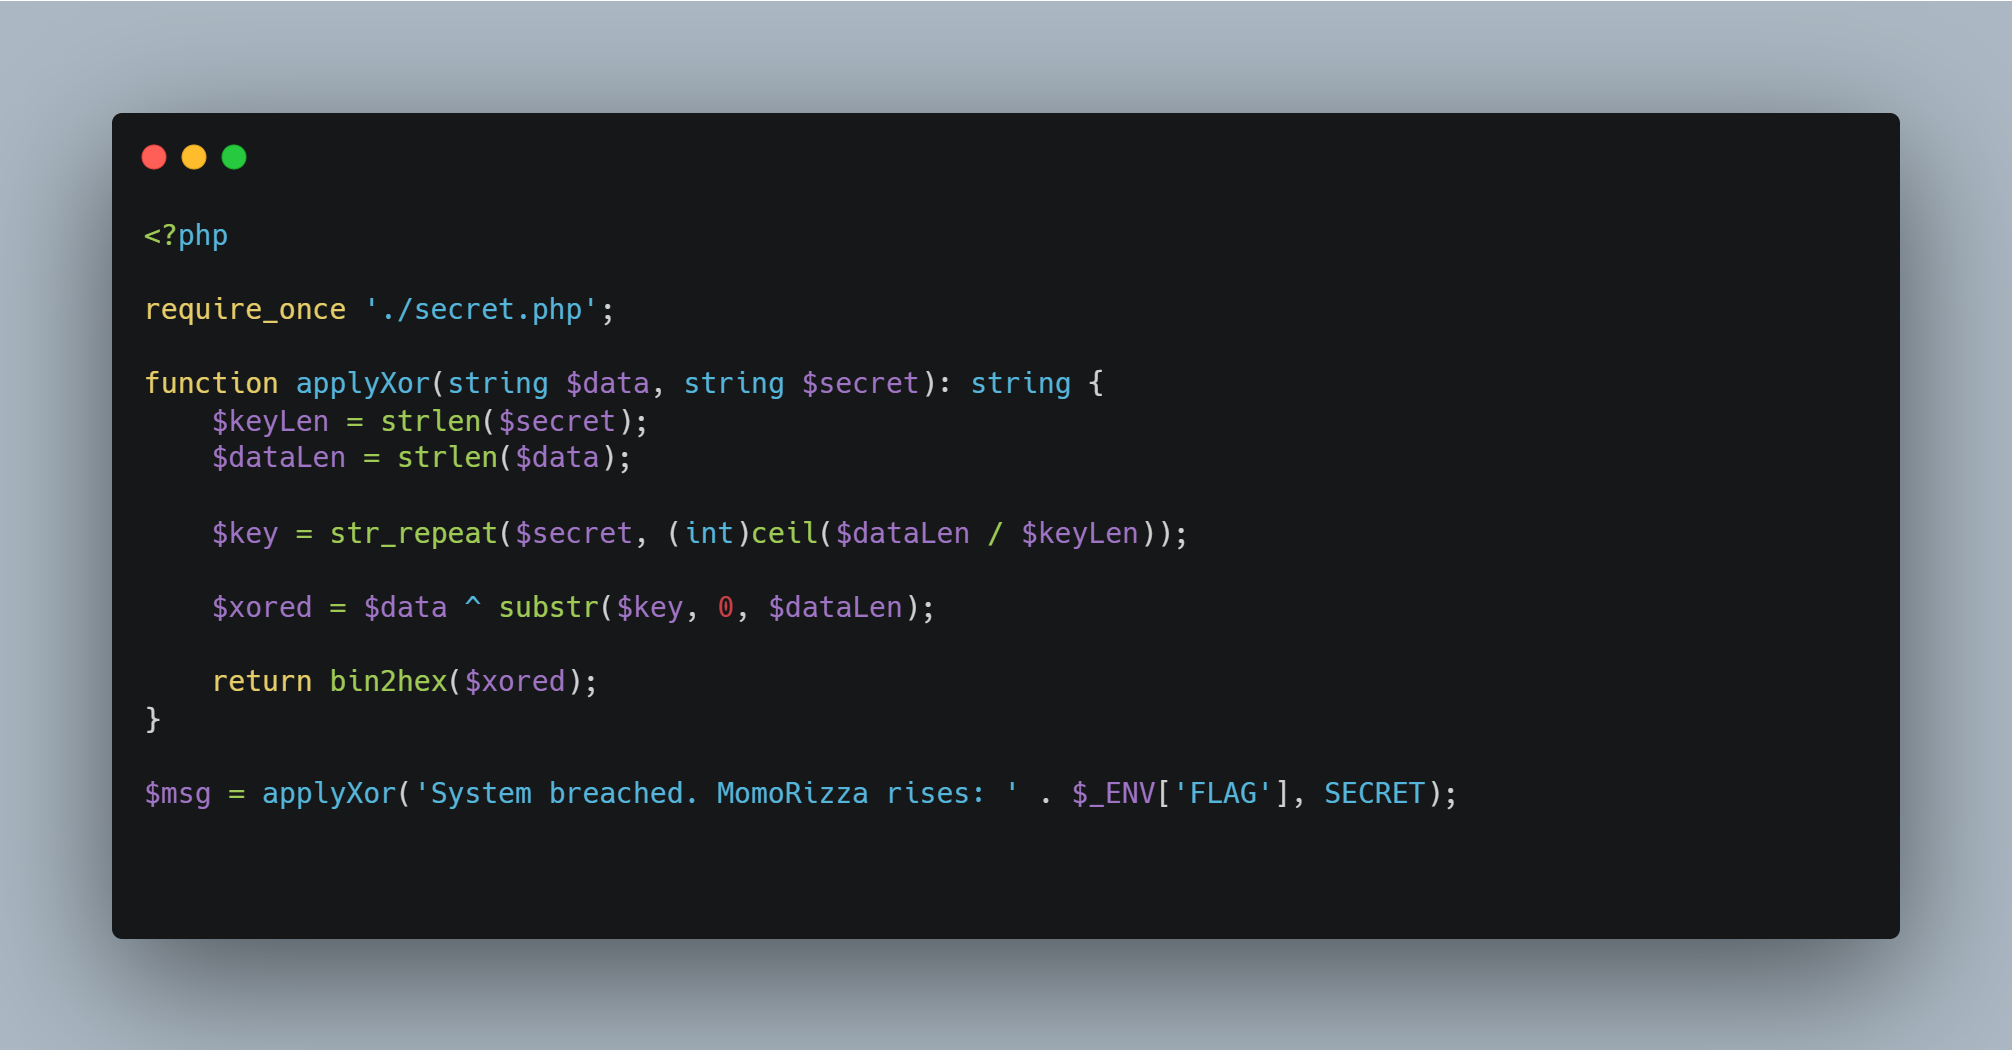 <?php
require_once './secret.php';
function applyXor(string $data, string $secret): string {
    $keyLen = strlen($secret);
    $dataLen = strlen($data);
    $key = str_repeat($secret, (int)ceil($dataLen / $keyLen));
    $xored = $data ^ substr($key, 0, $dataLen);
    return bin2hex($xored);
}
$msg = applyXor('System breached. MomoRizza rises: ' . $_ENV['FLAG'], SECRET);